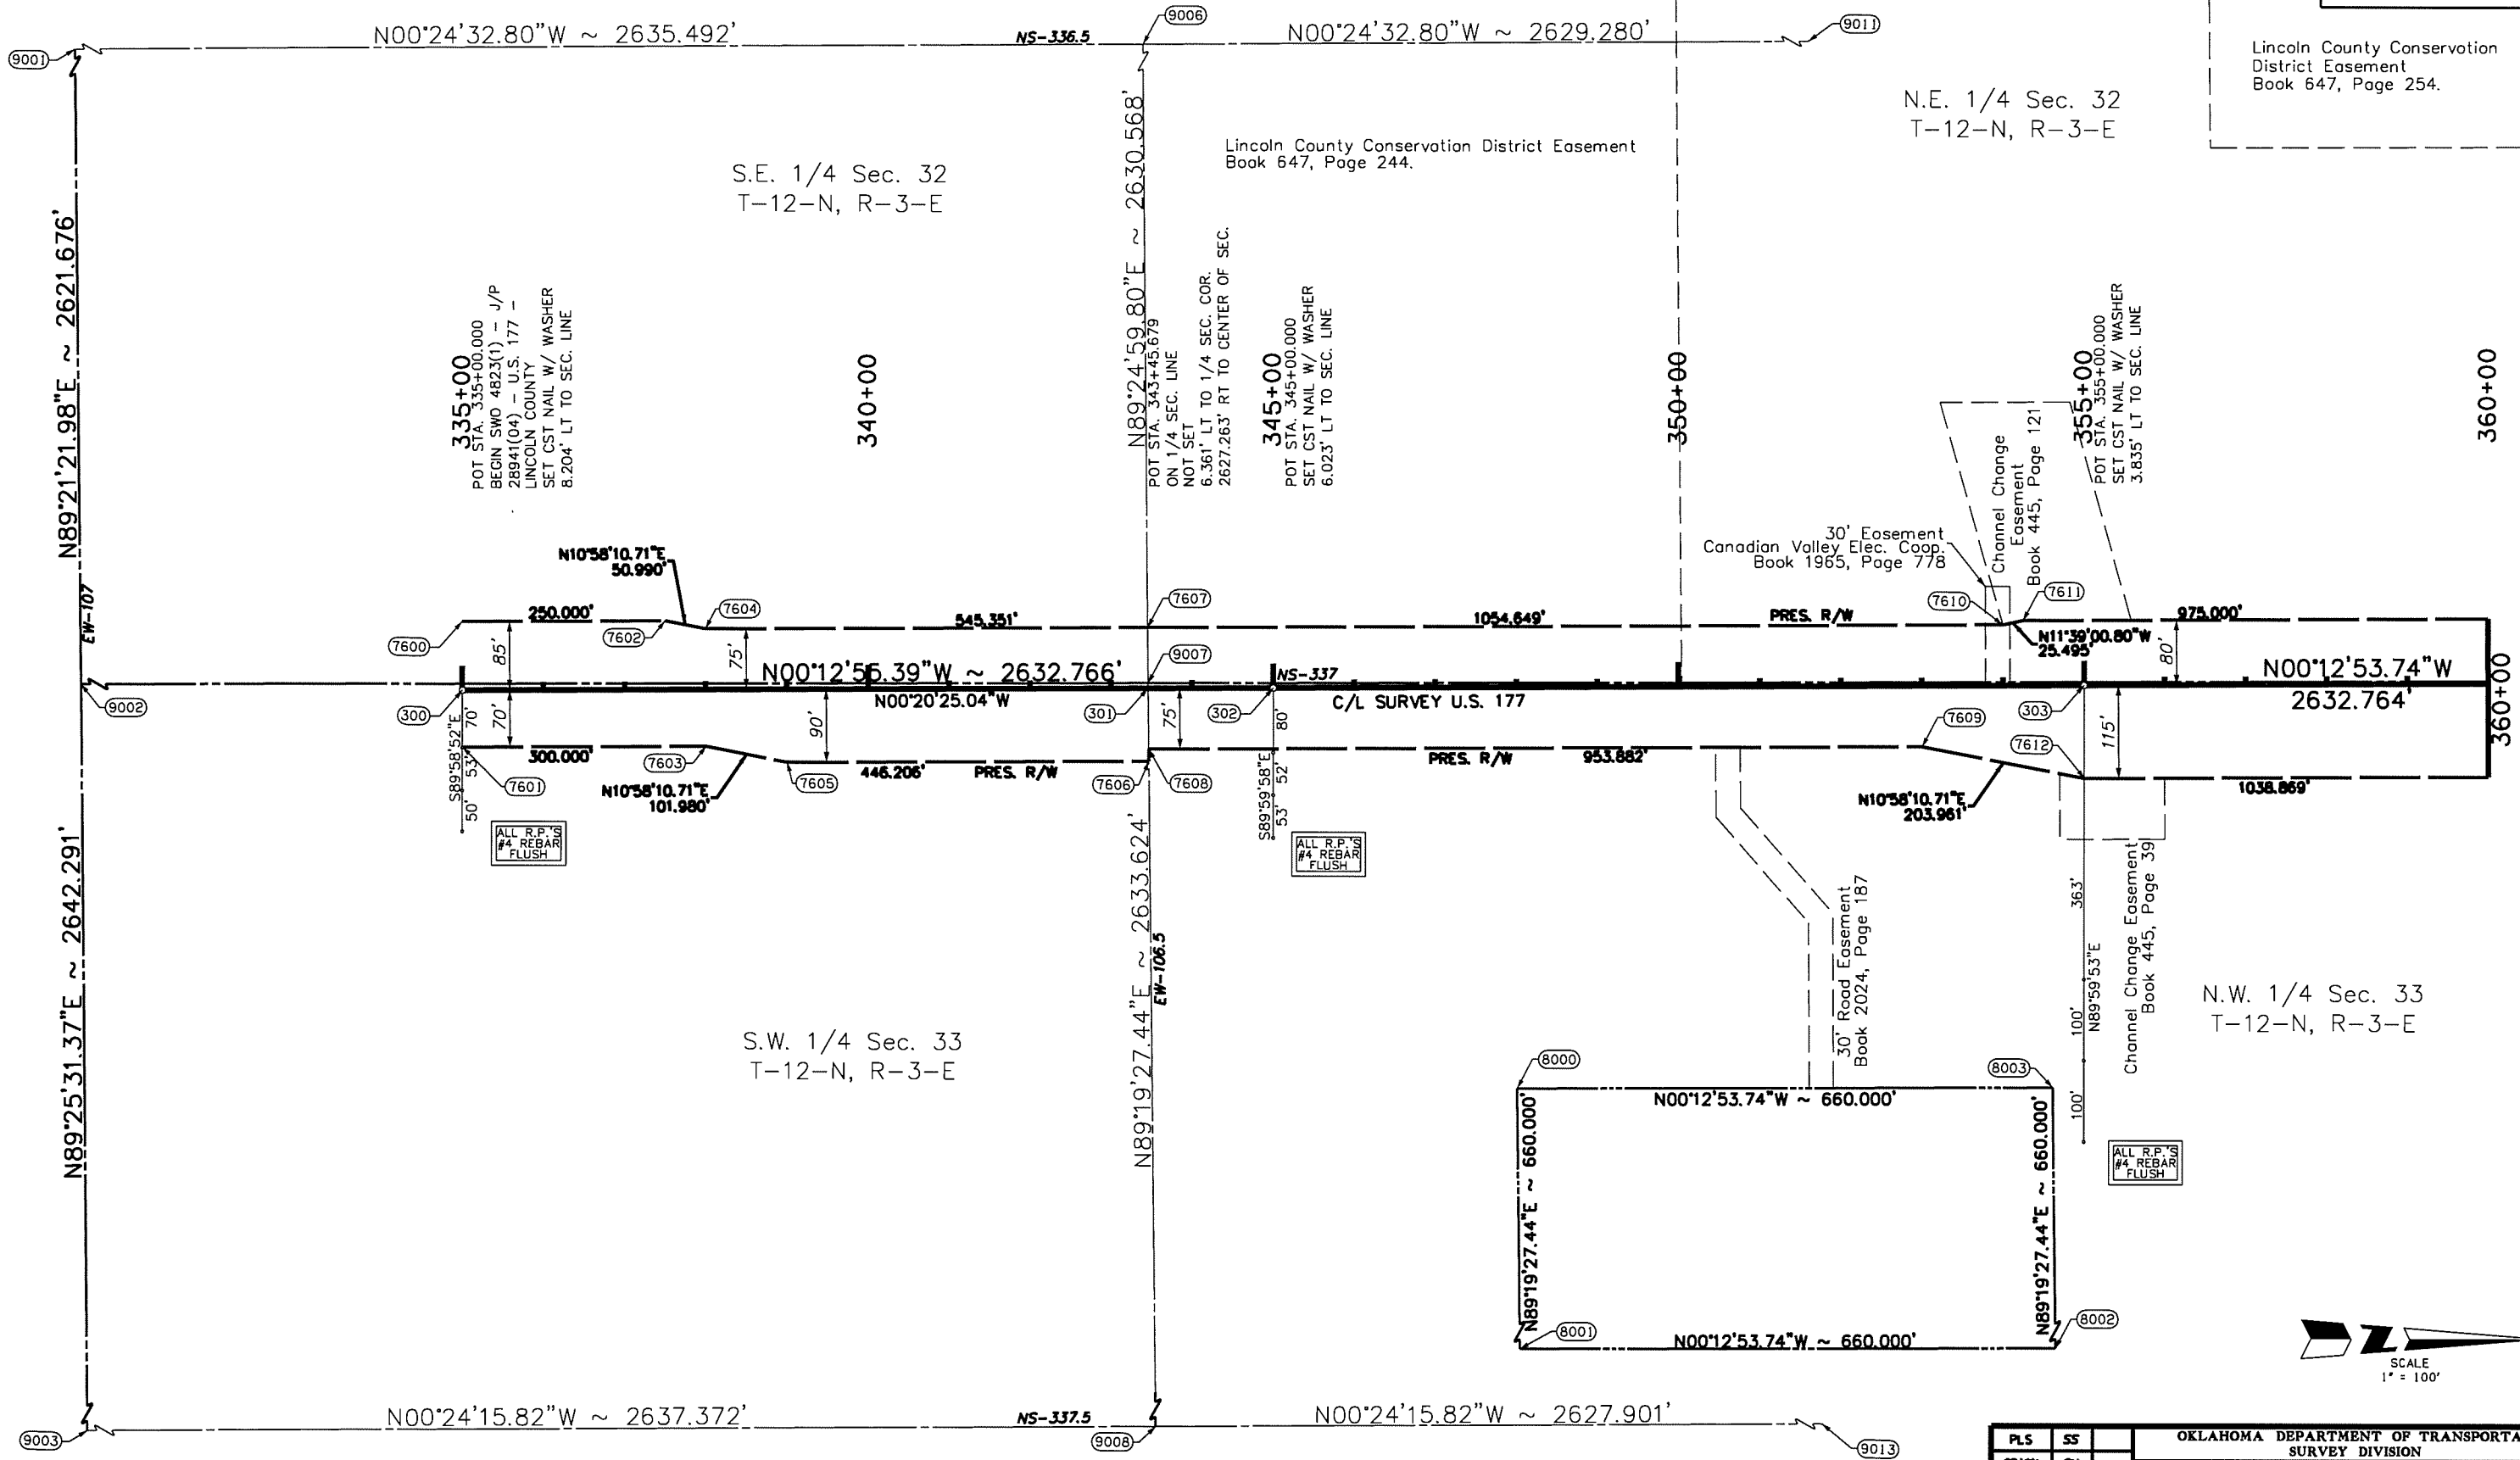 N00°24'32.80"W ~ 2635.492'
NS-336.5
9006
N00°24'32.80"W ~ 2629.280'
9011
9001
Lincoln County Conservation
District Easement
Book 647, Page 254.
N.E. 1/4 Sec. 32
T-12-N, R-3-E
Lincoln County Conservation District Easement
Book 647, Page 244.
S.E. 1/4 Sec. 32
T-12-N, R-3-E
N89°21'21.98"E ~ 2621.676'
EW-107
N89°24'59.80"E ~ 2630.568'
335+00
POT STA. 335+00.000
BEGIN SWO 4823(1) - J/P
28941(04) - U.S. 177 -
LINCOLN COUNTY
SET CST NAIL W/ WASHER
8.204' LT TO SEC. LINE
340+00
POT STA. 343+45.679
ON 1/4 SEC. LINE
NOT SET
6.361' LT TO 1/4 SEC. COR.
2627.263' RT TO CENTER OF SEC.
345+00
POT STA. 345+00.000
SET CST NAIL W/ WASHER
6.023' LT TO SEC. LINE
350+00
355+00
POT STA. 355+00.000
SET CST NAIL W/ WASHER
3.835' LT TO SEC. LINE
360+00
Channel Change
Easement
Book 445, Page 121
30' Easement
Canadian Valley Elec. Coop.
Book 1965, Page 778
N10°58'10.71"E
50.990'
7600
250.000'
7602
7604
545.351'
7607
1054.649'
PRES. R/W
7610
7611
975.000'
N11°39'00.80"W
25.495'
85'
75'
80'
9002
N00°12'55.39"W ~ 2632.766'
9007
NS-337
N00°12'53.74"W
2632.764'
360+00
300
N00°20'25.04"W
301
302
C/L SURVEY U.S. 177
303
70'
90'
75'
115'
S89°58'52"E
70'
53'
50'
7601
300.000'
7603
N10°58'10.71"E
101.980'
7605
446.206'
PRES. R/W
7606
7608
S89°59'58"E
80'
52'
53'
PRES. R/W
953.882'
7609
7612
N10°58'10.71"E
203.961'
1038.869'
ALL R.P.'S
#4 REBAR
FLUSH
ALL R.P.'S
#4 REBAR
FLUSH
N89°25'31.37"E ~ 2642.291'
N89°19'27.44"E ~ 2633.624'
EW-106.5
30' Road Easement
Book 2024, Page 187
363'
N89°59'53"E
100'
100'
Channel Change Easement
Book 445, Page 39
N.W. 1/4 Sec. 33
T-12-N, R-3-E
S.W. 1/4 Sec. 33
T-12-N, R-3-E
8000
8003
N00°12'53.74"W ~ 660.000'
N89°19'27.44"E ~ 660.000'
N89°19'27.44"E ~ 660.000'
ALL R.P.'S
#4 REBAR
FLUSH
8001
N00°12'53.74"W ~ 660.000'
8002
SCALE
1" = 100'
9003
N00°24'15.82"W ~ 2637.372'
NS-337.5
9008
N00°24'15.82"W ~ 2627.901'
9013
PLS SS
OKLAHOMA DEPARTMENT OF TRANSPORTA
SURVEY DIVISION